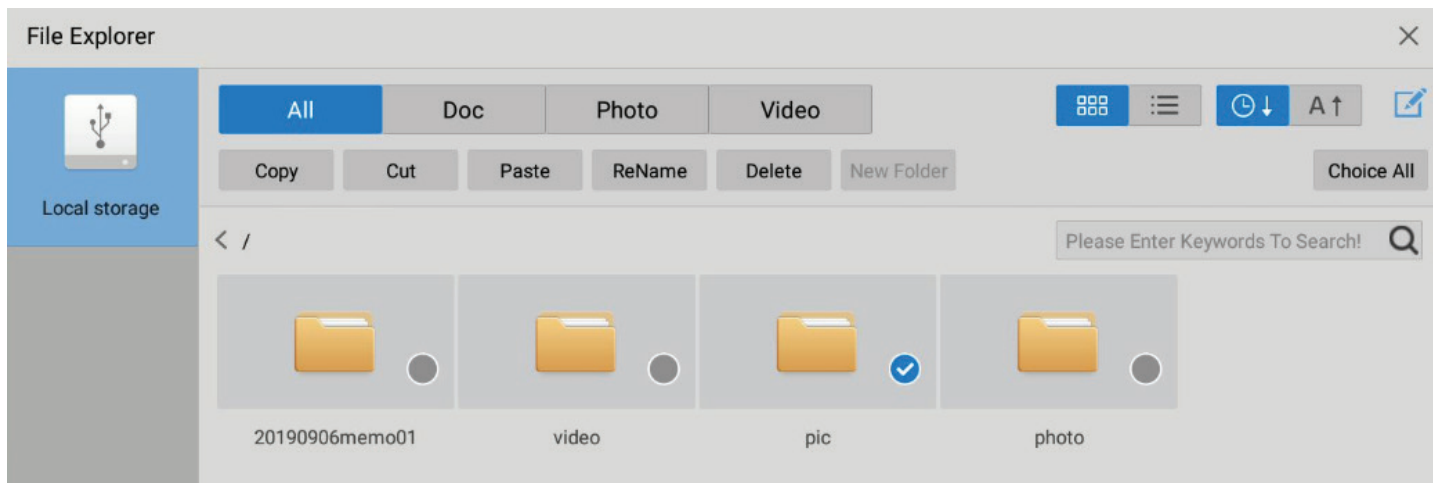 File Explorer
Local storage
All Doc Photo Video
A
Copy Cut Paste ReName Delete New Folder Choice All
/
Please Enter Keywords To Search!
20190906memo01 video pic photo